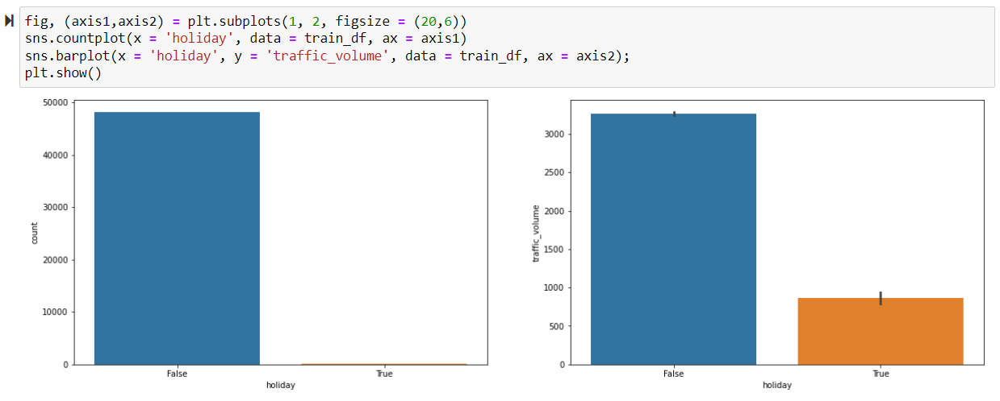 fig, (axis1,axis2) = plt.subplots(1, 2, figsize = (20,6))
sns.countplot(x = 'holiday', data = train_df, ax = axis1)
sns.barplot(x = 'holiday', y = 'traffic_volume', data = train_df, ax = axis2);
plt.show()
50000
40000
30000
20000
10000
0
count
False True
holiday
3000
2500
2000
1500
1000
500
0
traffic_volume
False True
holiday